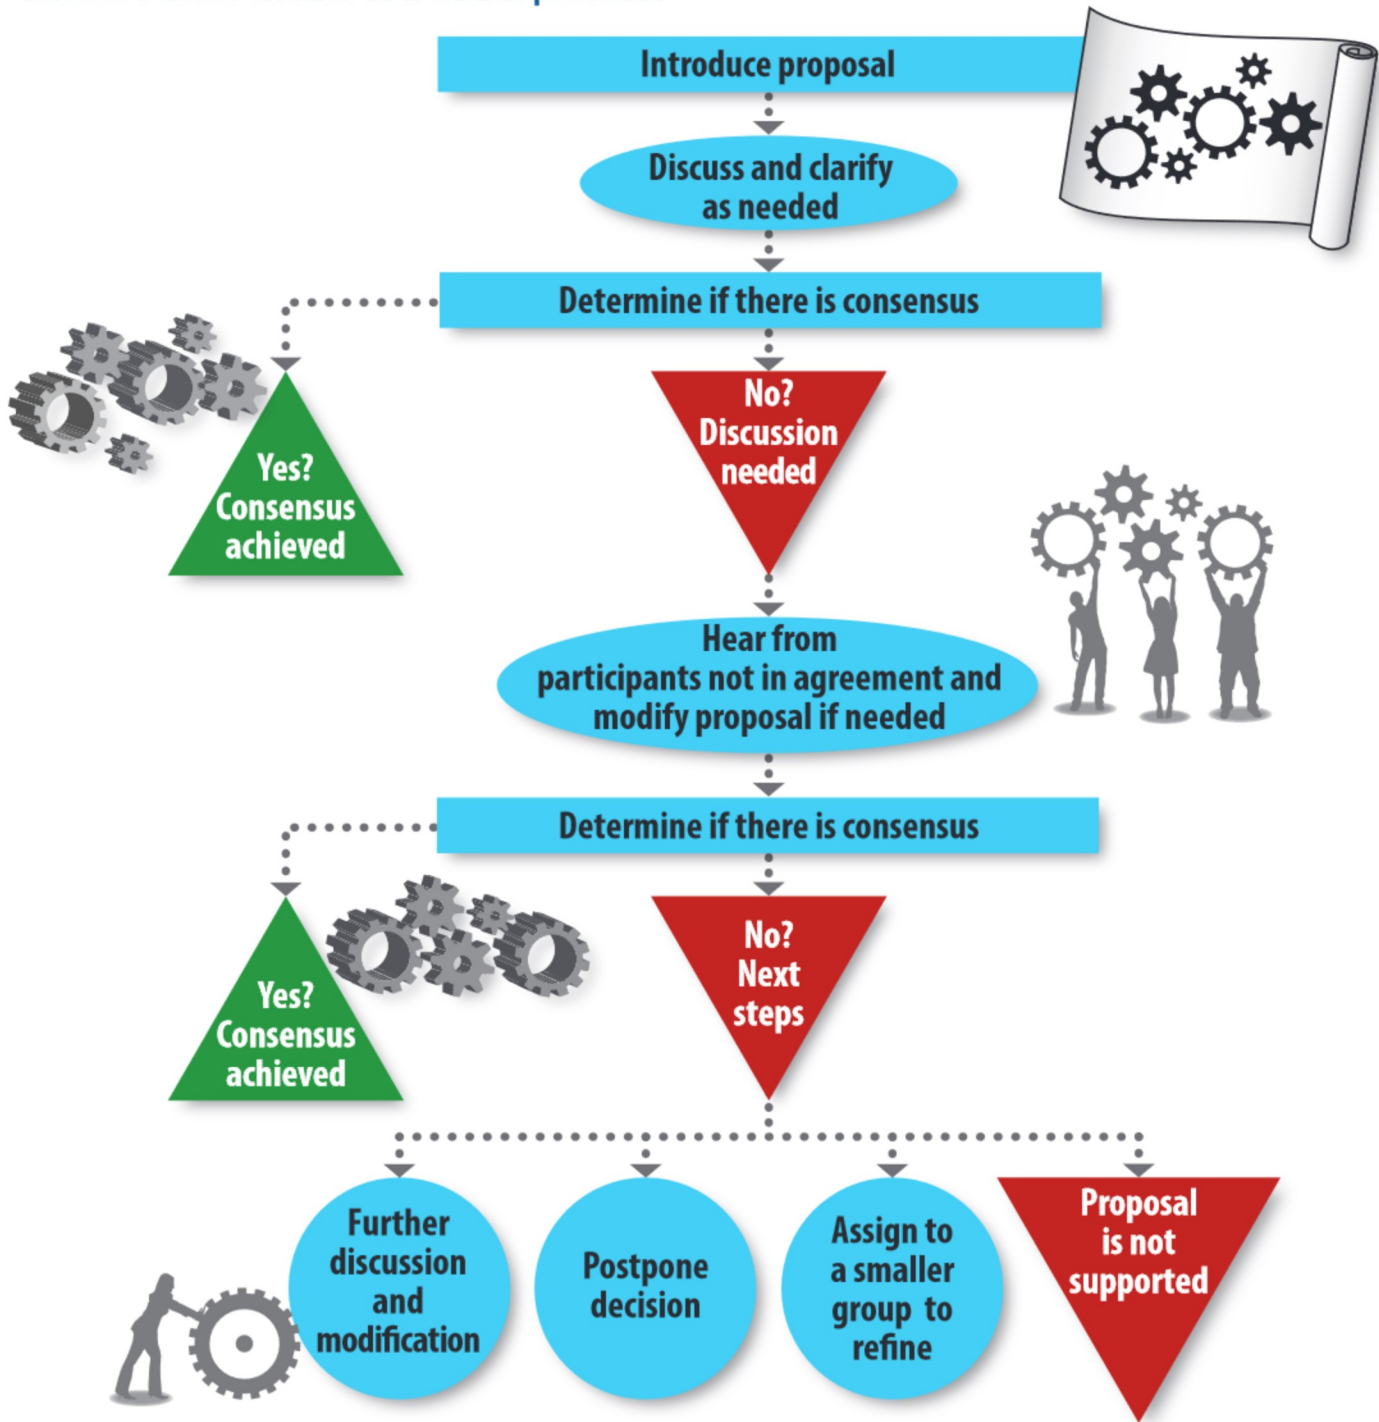 Introduce proposal
Discuss and clarify
as needed
Determine if there is consensus
Yes?
Consensus
achieved
No?
Discussion
needed
Hear from
participants not in agreement and
modify proposal if needed
Determine if there is consensus
Yes?
Consensus
achieved
No?
Next
steps
Further
discussion
and
modification
Postpone
decision
Assign to
a smaller
group to
refine
Proposal
is not
supported